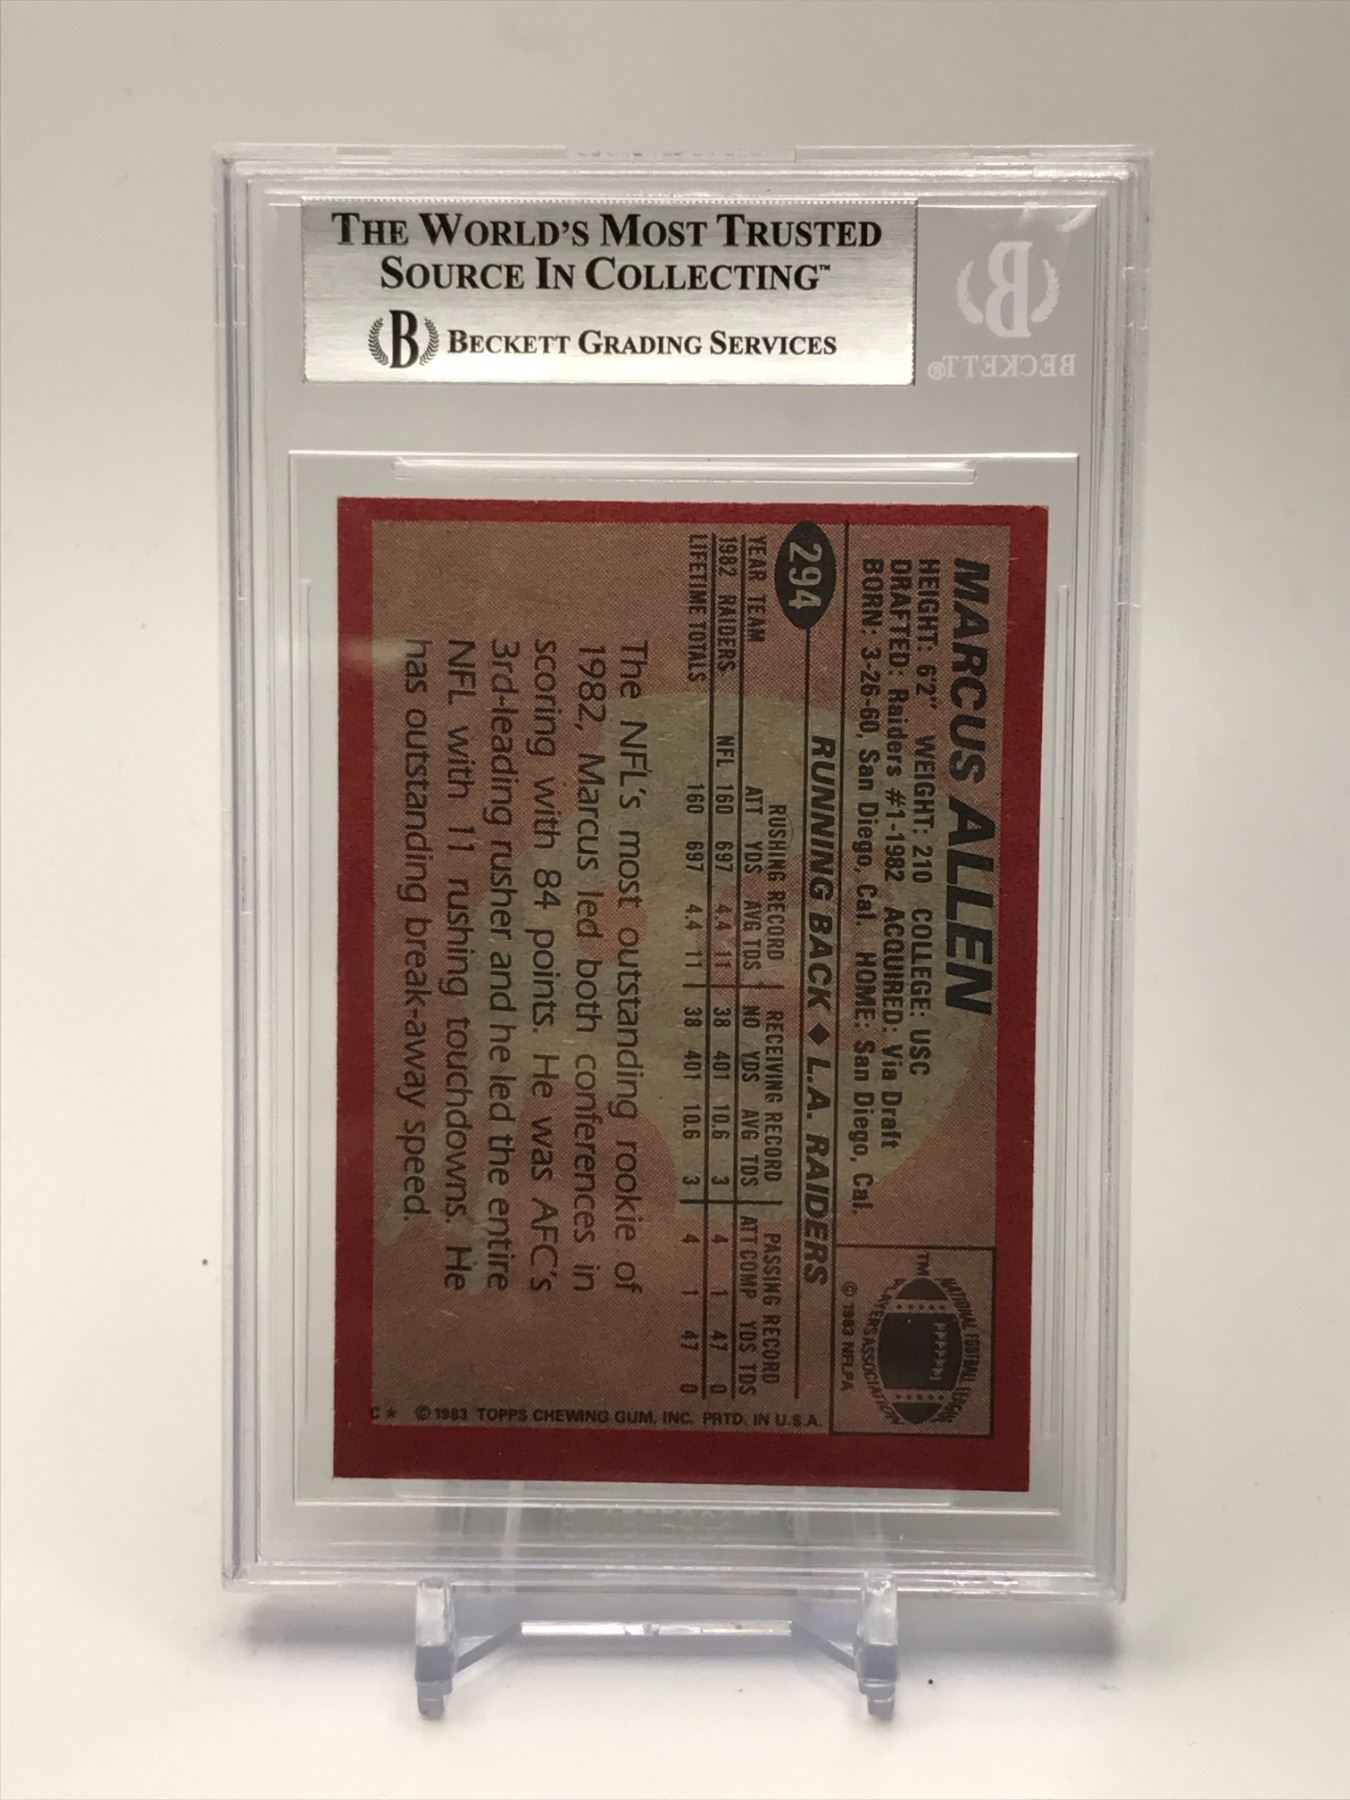 THE WORLD'S MOST TRUSTED
SOURCE IN COLLECTING™
B BECKETT GRADING SERVICES
B
BECKETT®
MARCUS ALLEN
HEIGHT: 6'2" WEIGHT: 210 COLLEGE: USC
DRAFTED: Raiders #1-1982 ACQUIRED: Via Draft
BORN: 3-26-60, San Diego, Cal. HOME: San Diego, Cal.
TM NATIONAL FOOTBALL LEAGUE
PLAYERS ASSOCIATION
© 1983 NFLPA
294 RUNNING BACK ◆ L.A. RAIDERS
RUSHING RECORD RECEIVING RECORD PASSING RECORD
YEAR TEAM ATT YDS AVG TDS NO YDS AVG TDS ATT COMP YDS TDS
1982 RAIDERS NFL 160 697 4.4 11 38 401 10.6 3 4 1 47 0
LIFETIME TOTALS 160 697 4.4 11 38 401 10.6 3 4 1 47 0
The NFL's most outstanding rookie of
1982, Marcus led both conferences in
scoring with 84 points. He was AFC's
3rd-leading rusher and he led the entire
NFL with 11 rushing touchdowns. He
has outstanding break-away speed.
C* © 1983 TOPPS CHEWING GUM, INC. PRTD. IN U.S.A.